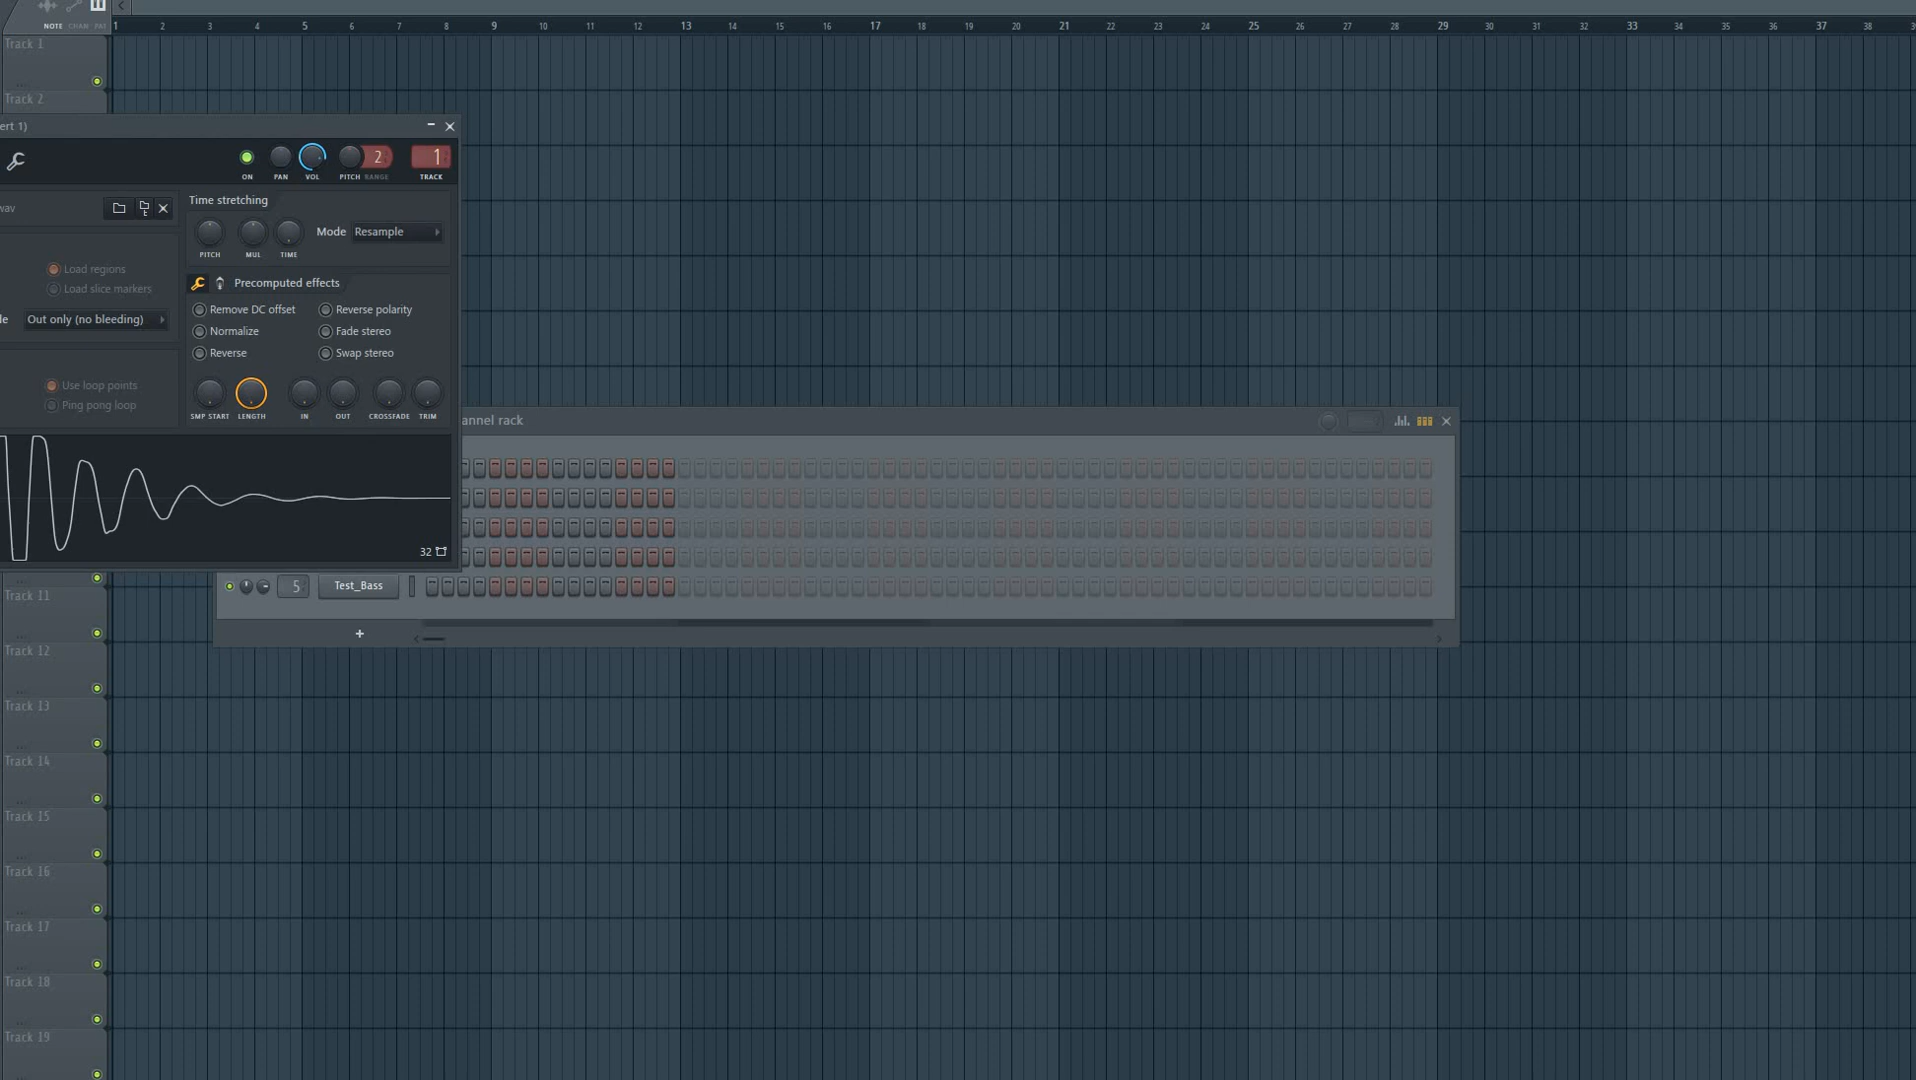 NOTE CHAN PAT
1 2 3 4 5 6 7 8 9 10 11 12 13 14 15 16 17 18 19 20 21 22 23 24 25 26 27 28 29 30 31 32 33 34 35 36 37 38
Track 1
Track 2
ert 1)
2 1
ON PAN VOL PITCH RANGE TRACK
wav
Time stretching
Mode Resample
PITCH MUL TIME
Load regions
Load slice markers
Precomputed effects
Remove DC offset Reverse polarity
Out only (no bleeding)
Normalize Fade stereo
Reverse Swap stereo
Use loop points
Ping pong loop
SMP START LENGTH IN OUT CROSSFADE TRIM
annel rack
32
5 Test_Bass
+
Track 11
Track 12
Track 13
Track 14
Track 15
Track 16
Track 17
Track 18
Track 19